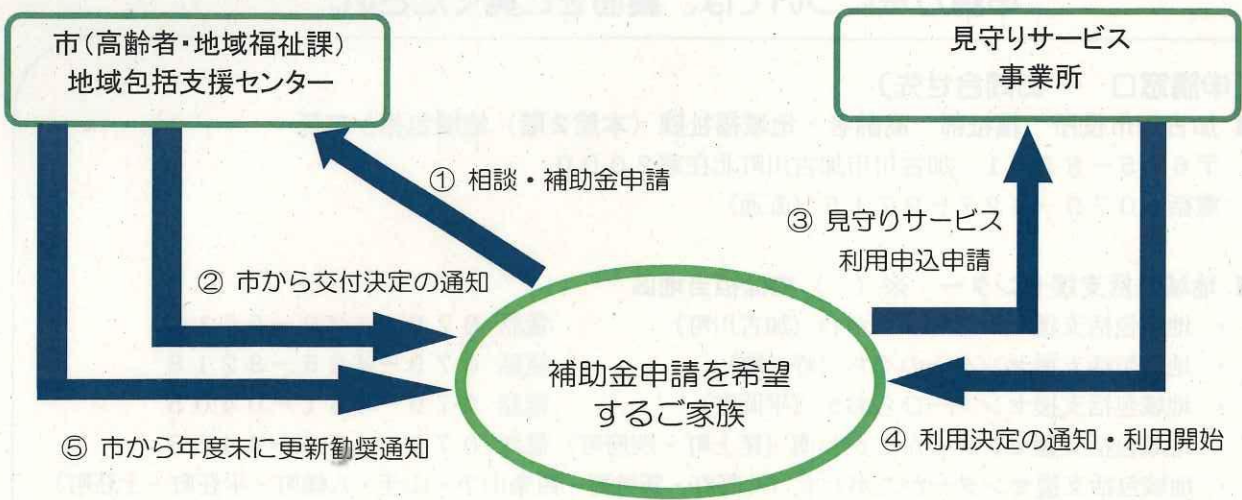 市(高齢者・地域福祉課)
地域包括支援センター
見守りサービス
事業所
① 相談・補助金申請
③ 見守りサービス
利用申込申請
② 市から交付決定の通知
補助金申請を希望
するご家族
⑤ 市から年度末に更新勧奨通知
④ 利用決定の通知・利用開始